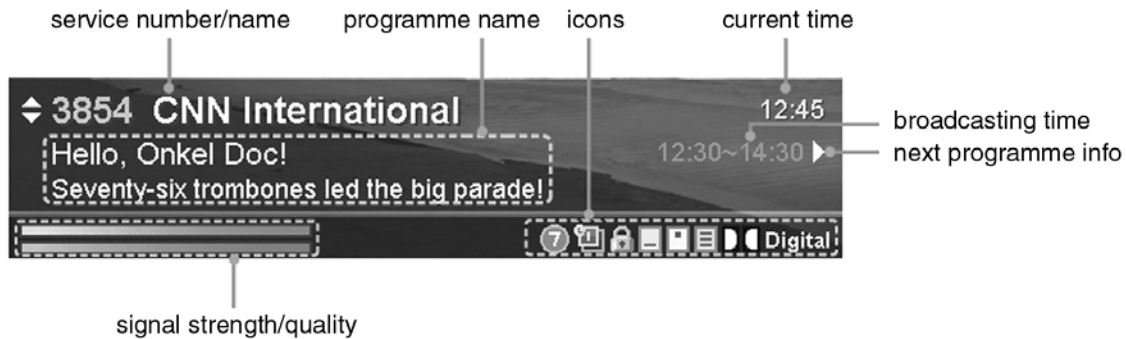 service number/name programme name icons current time
3854 CNN International 12:45
broadcasting time
Hello, Onkel Doc! 12:30~14:30 next programme info
Seventy-six trombones led the big parade!
7 Digital
signal strength/quality